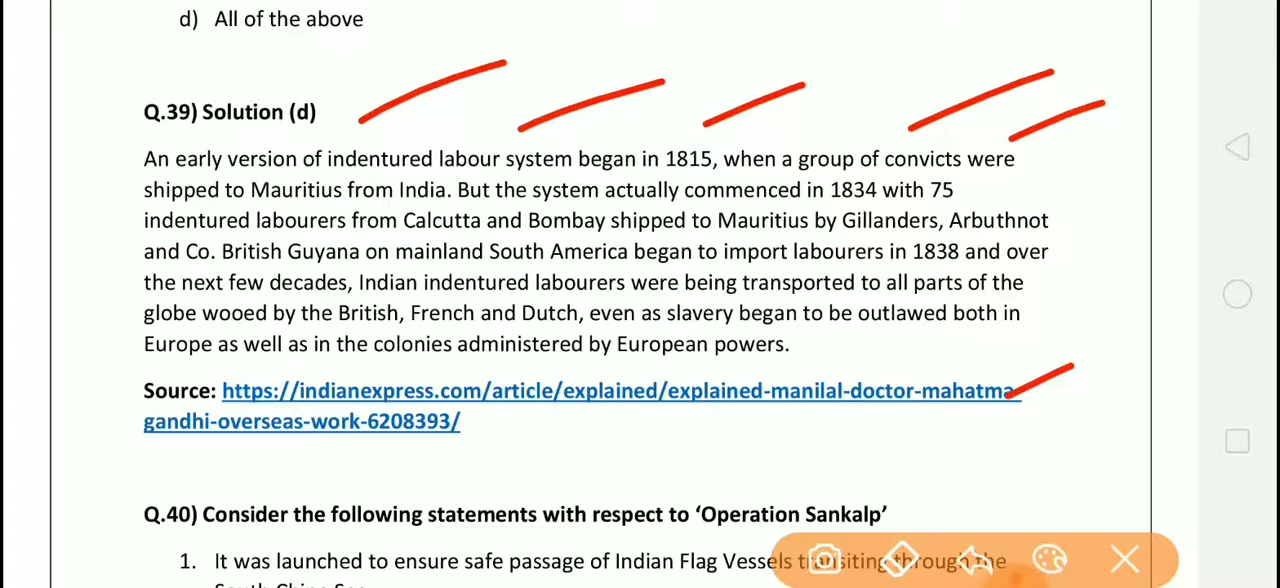 d) All of the above
Q.39) Solution (d)
An early version of indentured labour system began in 1815, when a group of convicts were
shipped to Mauritius from India. But the system actually commenced in 1834 with 75
indentured labourers from Calcutta and Bombay shipped to Mauritius by Gillanders, Arbuthnot
and Co. British Guyana on mainland South America began to import labourers in 1838 and over
the next few decades, Indian indentured labourers were being transported to all parts of the
globe wooed by the British, French and Dutch, even as slavery began to be outlawed both in
Europe as well as in the colonies administered by European powers.
Source: https://indianexpress.com/article/explained/explained-manilal-doctor-mahatma-
gandhi-overseas-work-6208393/
Q.40) Consider the following statements with respect to ‘Operation Sankalp’
1. It was launched to ensure safe passage of Indian Flag Vessels transiting through the